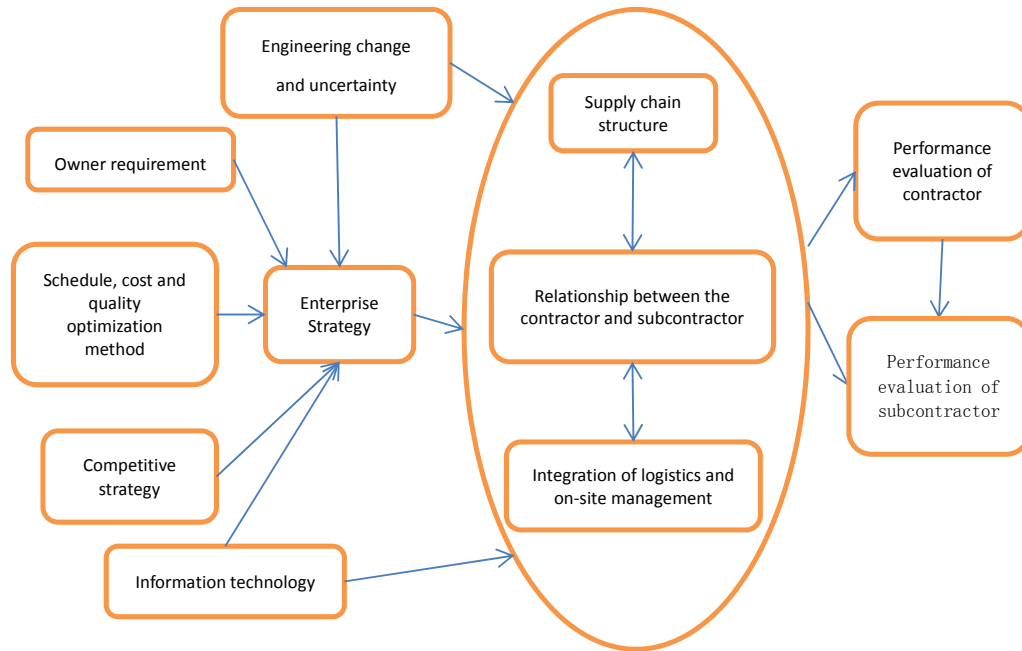 Engineering change
and uncertainty
Supply chain
structure
Owner requirement
Performance
evaluation of
contractor
Schedule, cost and
quality
optimization
method
Enterprise
Strategy
Relationship between the
contractor and subcontractor
Performance
evaluation of
subcontractor
Competitive
strategy
Integration of logistics and
on-site management
Information technology